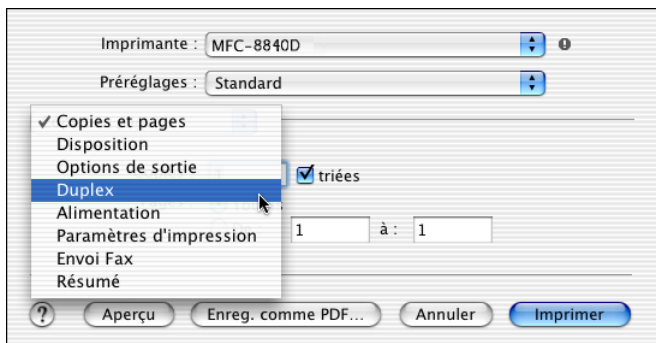 Imprimante : MFC-8840D
Préréglages : Standard
✓ Copies et pages
Disposition
Options de sortie
triées
Duplex
Alimentation
Paramètres d'impression
1 à : 1
Envoi Fax
Résumé
? Aperçu Enreg. comme PDF... Annuler Imprimer